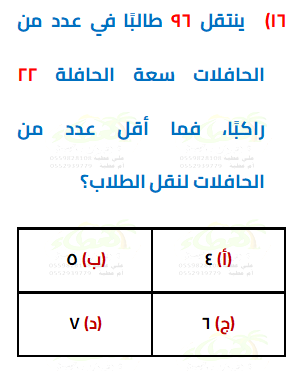 ١٦) ينتقل ٩٦ طالبًا في عدد من
الحافلات سعة الحافلة ٢٢
راكبًا، فما أقل عدد من
الحافلات لنقل الطلاب؟
(أ) ٤ (ب) ٥
(ج) ٦ (د) ٧